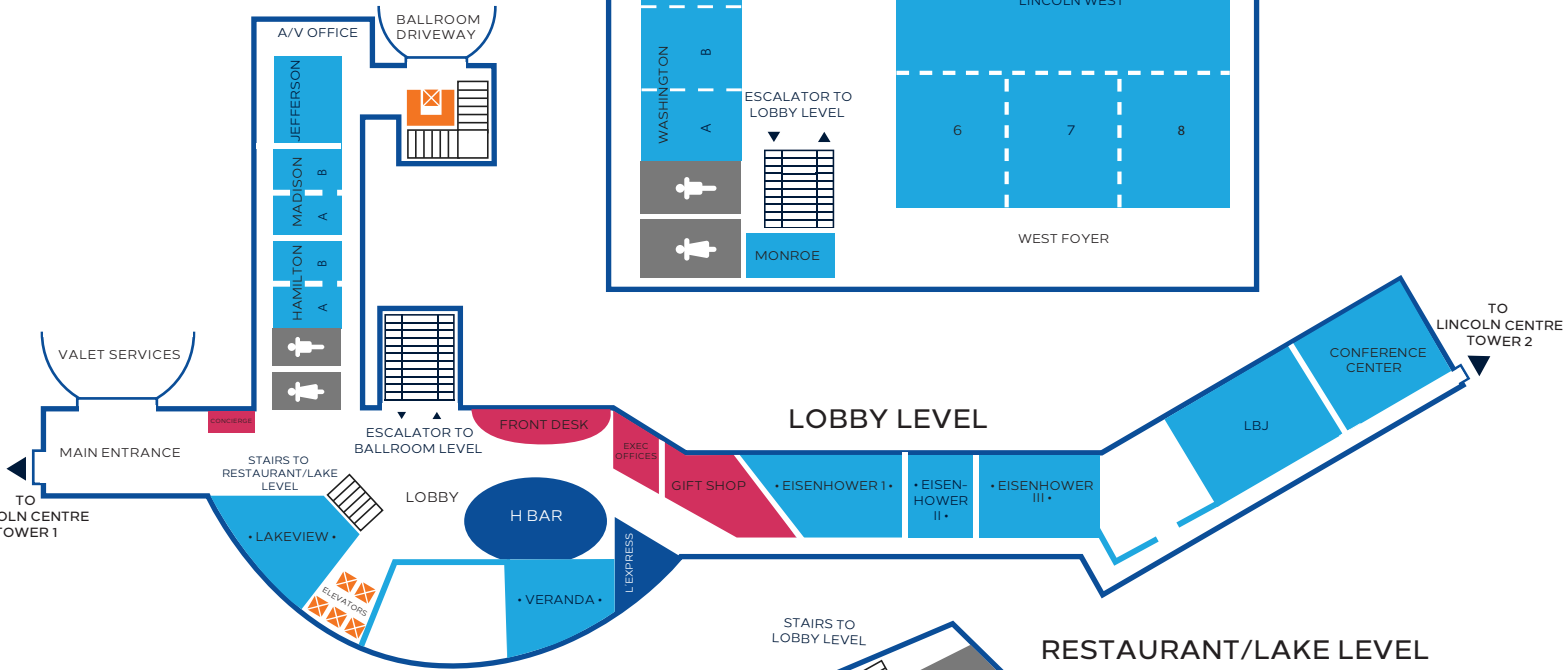 LINCOLN WEST
BALLROOM
DRIVEWAY
A/V OFFICE
JEFFERSON
MADISON
B
A
HAMILTON
B
A
WASHINGTON
B
A
ESCALATOR TO
LOBBY LEVEL
6
7
8
MONROE
WEST FOYER
VALET SERVICES
CONCIERGE
MAIN ENTRANCE
TO
OLN CENTRE
TOWER 1
STAIRS TO
RESTAURANT/LAKE
LEVEL
ESCALATOR TO
BALLROOM LEVEL
FRONT DESK
EXEC
OFFICES
GIFT SHOP
LOBBY
H BAR
• LAKEVIEW •
ELEVATORS
• VERANDA •
L'EXPRESS
LOBBY LEVEL
• EISENHOWER 1 •
• EISEN-
HOWER
II •
• EISENHOWER
III •
LBJ
CONFERENCE
CENTER
TO
LINCOLN CENTRE
TOWER 2
STAIRS TO
LOBBY LEVEL
RESTAURANT/LAKE LEVEL